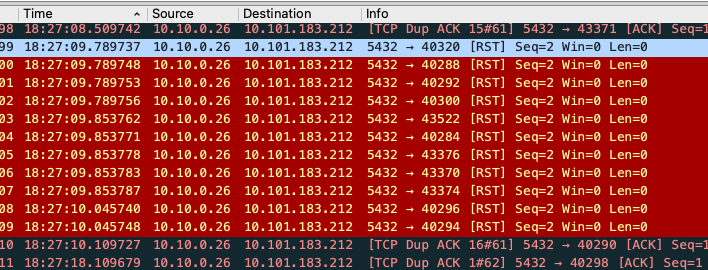 Time Source Destination Info
98 18:27:08.509742 10.10.0.26 10.101.183.212 [TCP Dup ACK 15#61] 5432 → 43371 [ACK] Seq=1
99 18:27:09.789737 10.10.0.26 10.101.183.212 5432 → 40320 [RST] Seq=2 Win=0 Len=0
00 18:27:09.789748 10.10.0.26 10.101.183.212 5432 → 40288 [RST] Seq=2 Win=0 Len=0
01 18:27:09.789753 10.10.0.26 10.101.183.212 5432 → 40292 [RST] Seq=2 Win=0 Len=0
02 18:27:09.789756 10.10.0.26 10.101.183.212 5432 → 40300 [RST] Seq=2 Win=0 Len=0
03 18:27:09.853762 10.10.0.26 10.101.183.212 5432 → 43522 [RST] Seq=2 Win=0 Len=0
04 18:27:09.853771 10.10.0.26 10.101.183.212 5432 → 40284 [RST] Seq=2 Win=0 Len=0
05 18:27:09.853778 10.10.0.26 10.101.183.212 5432 → 43376 [RST] Seq=2 Win=0 Len=0
06 18:27:09.853783 10.10.0.26 10.101.183.212 5432 → 43370 [RST] Seq=2 Win=0 Len=0
07 18:27:09.853787 10.10.0.26 10.101.183.212 5432 → 43374 [RST] Seq=2 Win=0 Len=0
08 18:27:10.045740 10.10.0.26 10.101.183.212 5432 → 40296 [RST] Seq=2 Win=0 Len=0
09 18:27:10.045748 10.10.0.26 10.101.183.212 5432 → 40294 [RST] Seq=2 Win=0 Len=0
10 18:27:10.109727 10.10.0.26 10.101.183.212 [TCP Dup ACK 16#61] 5432 → 40290 [ACK] Seq=1
11 18:27:18.109679 10.10.0.26 10.101.183.212 [TCP Dup ACK 1#62] 5432 → 40298 [ACK] Seq=1